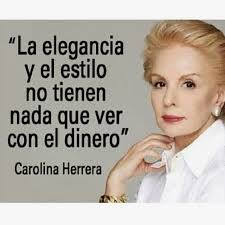 “La elegancia
y el estilo
no tienen
nada que ver
con el dinero”
Carolina Herrera